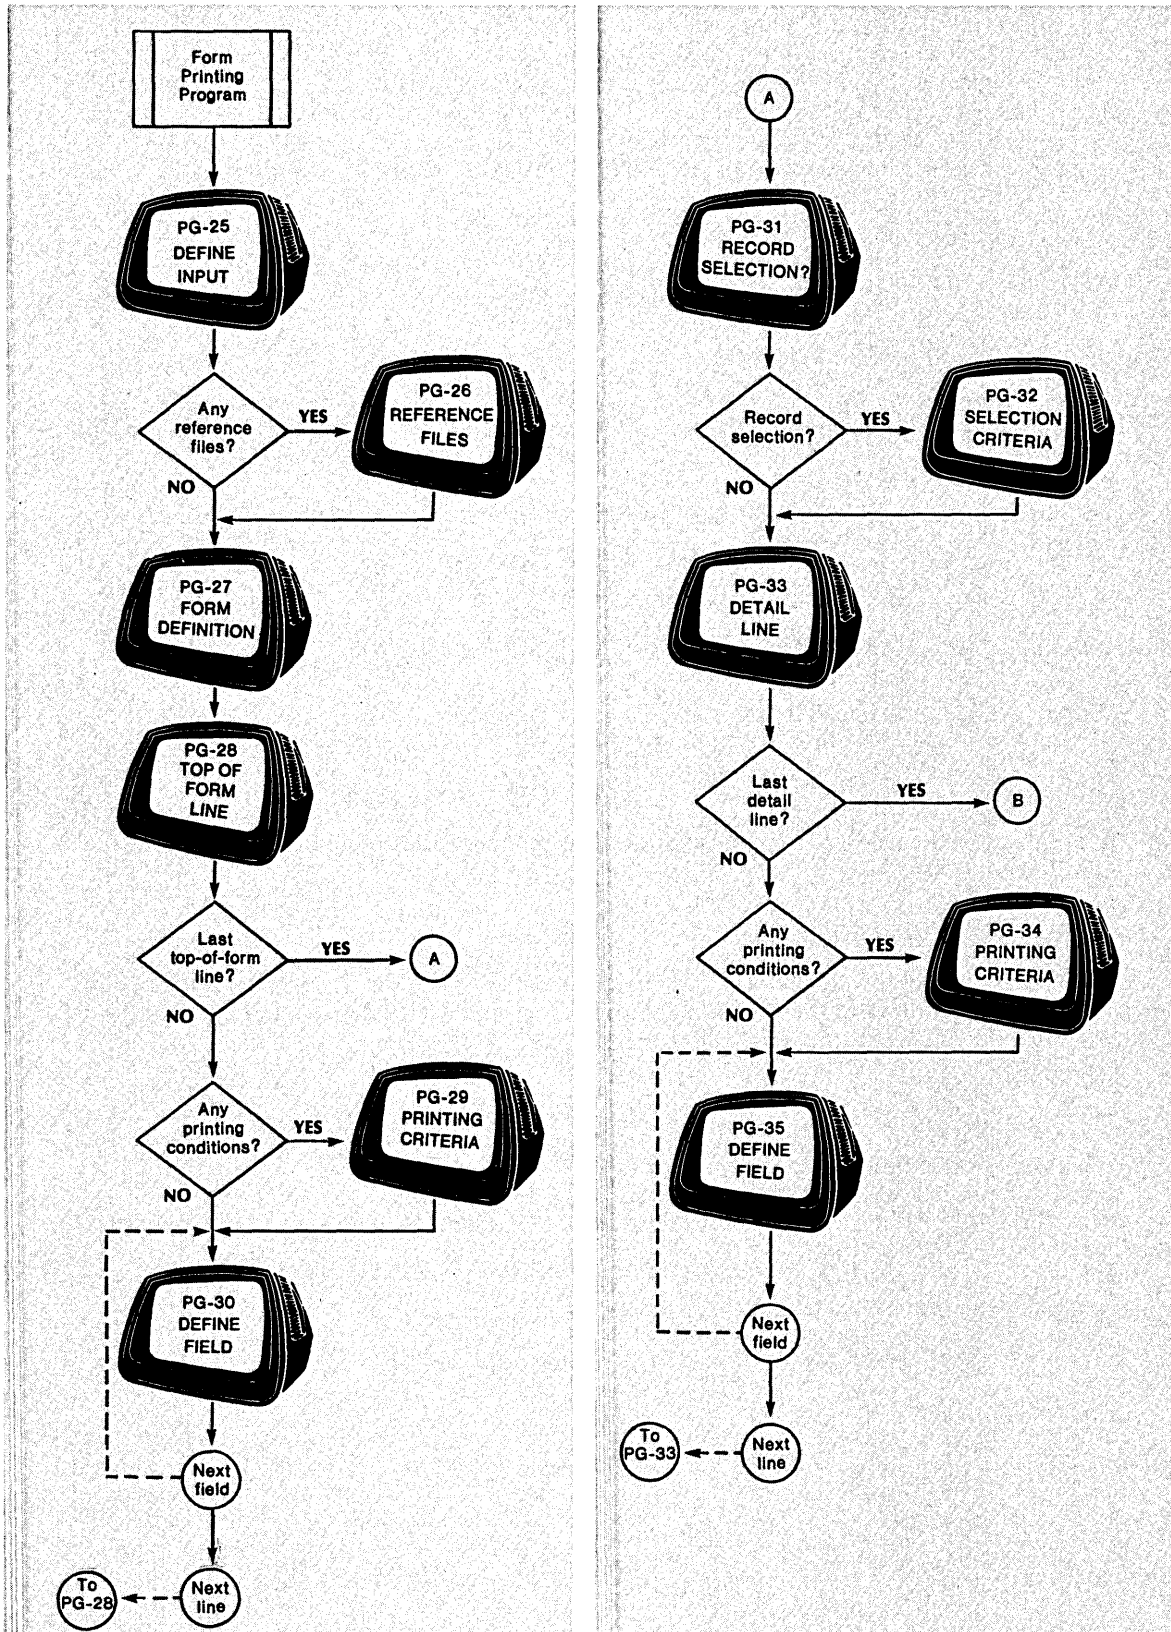 Form
Printing
Program
PG-25
DEFINE
INPUT
Any
reference
files?
YES
PG-26
REFERENCE
FILES
NO
PG-27
FORM
DEFINITION
PG-28
TOP OF
FORM
LINE
Last
top-of-form
line?
YES
A
NO
Any
printing
conditions?
YES
PG-29
PRINTING
CRITERIA
NO
PG-30
DEFINE
FIELD
Next
field
Next
line
To
PG-28
A
PG-31
RECORD
SELECTION?
Record
selection?
YES
PG-32
SELECTION
CRITERIA
NO
PG-33
DETAIL
LINE
Last
detail
line?
YES
B
NO
Any
printing
conditions?
YES
PG-34
PRINTING
CRITERIA
NO
PG-35
DEFINE
FIELD
Next
field
Next
line
To
PG-33